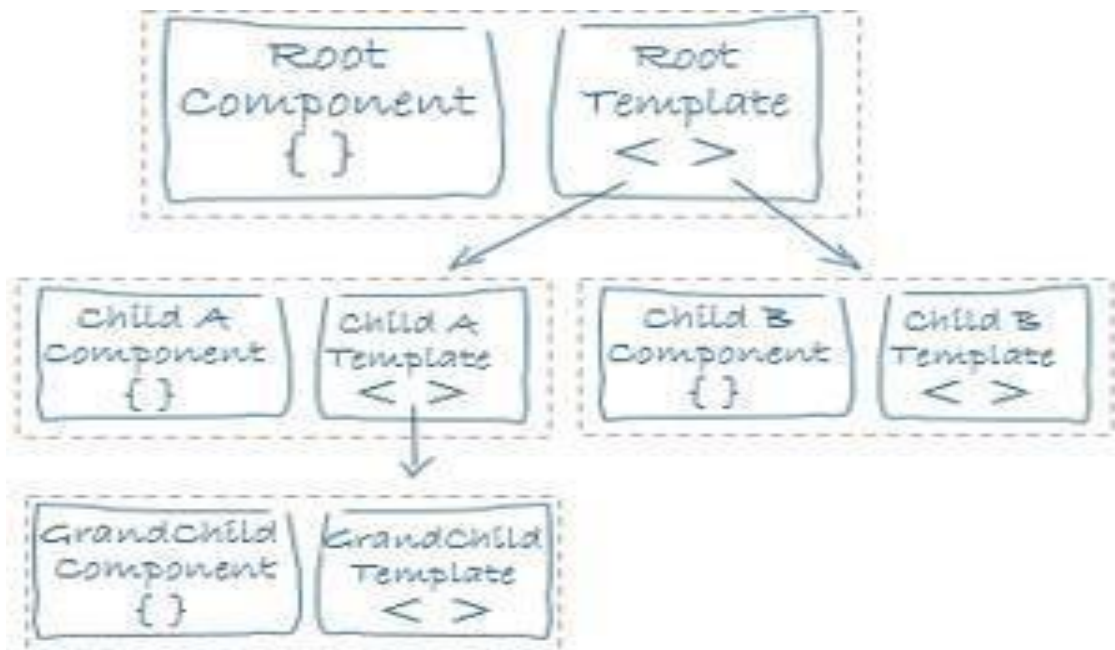 Root
Component
{ }
Root
Template
< >
Child A
Component
{ }
Child A
Template
< >
Child B
Component
{ }
Child B
Template
< >
GrandChild
Component
{ }
GrandChild
Template
< >